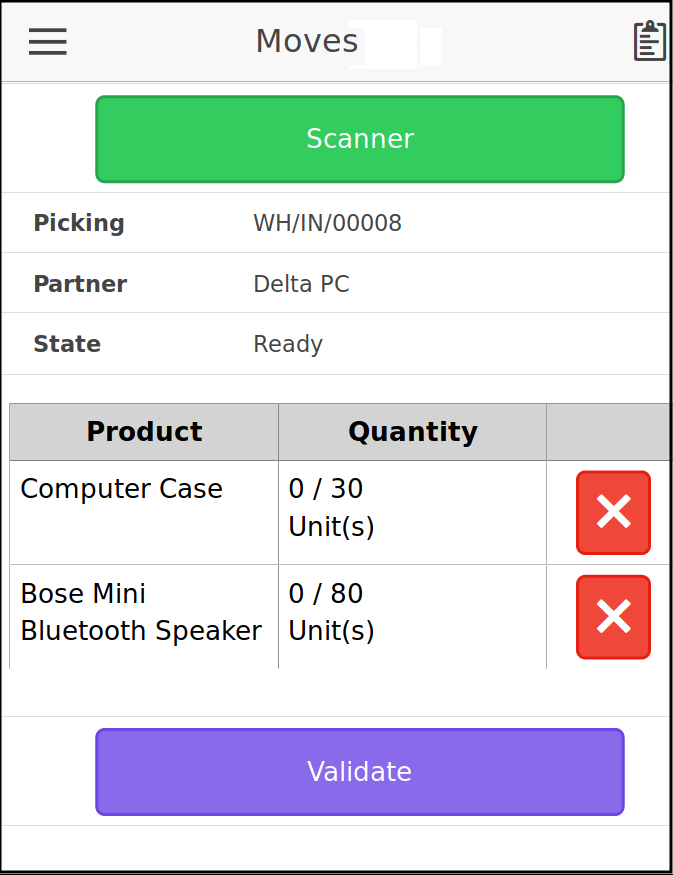 Moves
Scanner
Picking WH/IN/00008
Partner Delta PC
State Ready
Product Quantity
Computer Case 0 / 30
Unit(s)
Bose Mini 0 / 80
Bluetooth Speaker Unit(s)
Validate